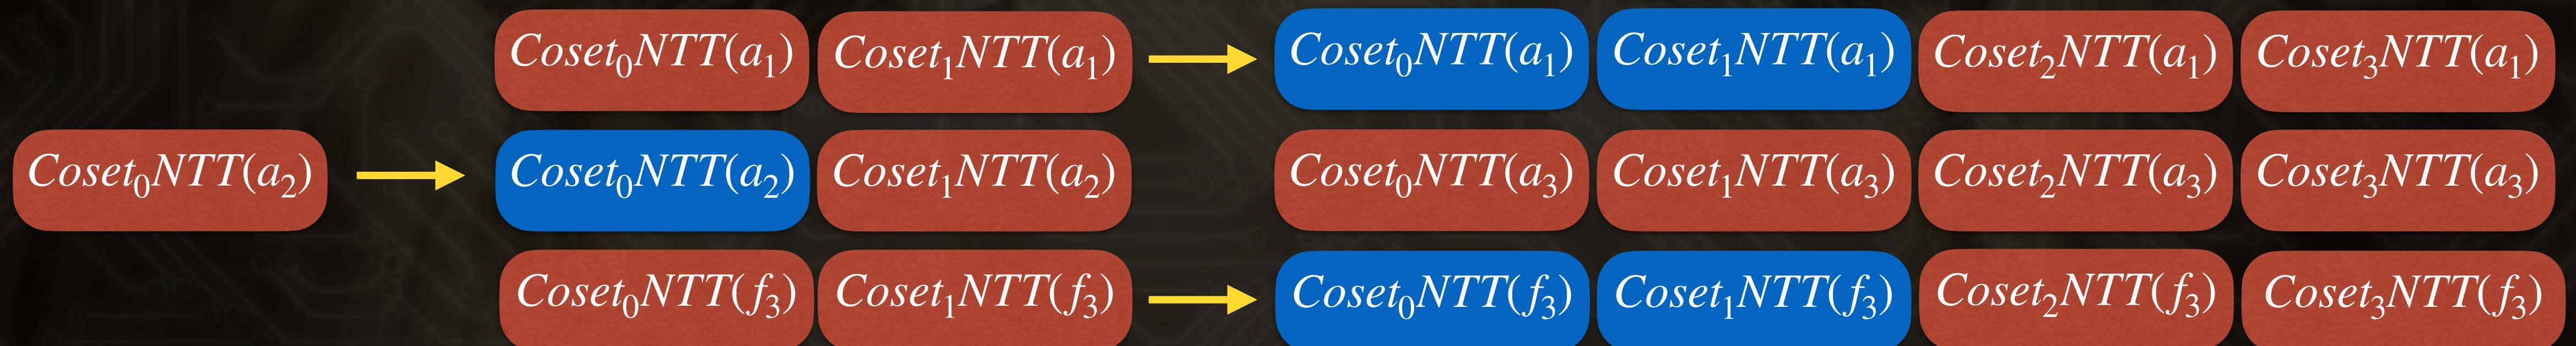 Coset₀NTT(a₁) Coset₁NTT(a₁) Coset₀NTT(a₁) Coset₁NTT(a₁) Coset₂NTT(a₁) Coset₃NTT(a₁)
Coset₀NTT(a₂) Coset₀NTT(a₂) Coset₁NTT(a₂) Coset₀NTT(a₃) Coset₁NTT(a₃) Coset₂NTT(a₃) Coset₃NTT(a₃)
Coset₀NTT(f₃) Coset₁NTT(f₃) Coset₀NTT(f₃) Coset₁NTT(f₃) Coset₂NTT(f₃) Coset₃NTT(f₃)